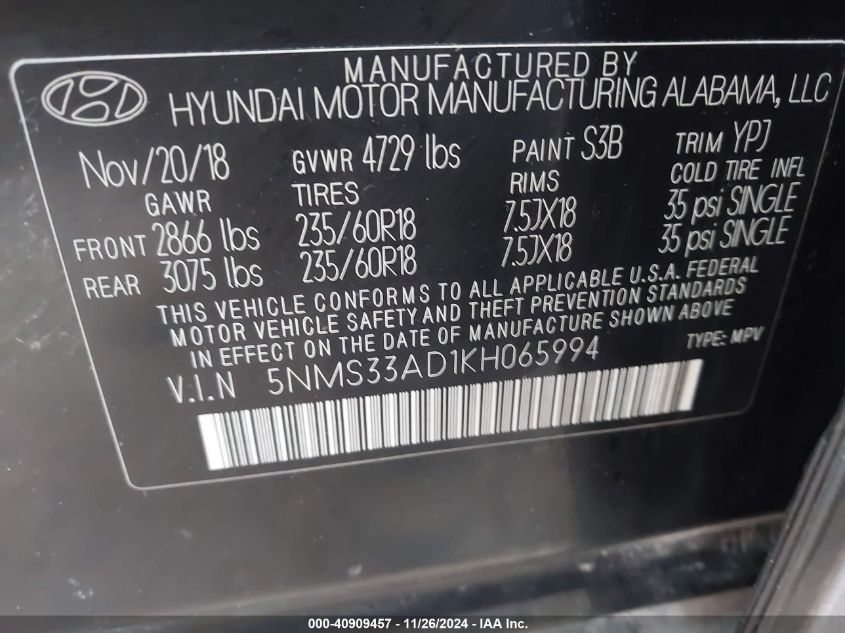 MANUFACTURED BY
HYUNDAI MOTOR MANUFACTURING ALABAMA, LLC
Nov/20/18 GVWR 4729 lbs PAINT S3B TRIM YPJ
GAWR TIRES RIMS COLD TIRE INFL
FRONT 2866 lbs 235/60R18 7.5JX18 35 psi SINGLE
REAR 3075 lbs 235/60R18 7.5JX18 35 psi SINGLE
THIS VEHICLE CONFORMS TO ALL APPLICABLE U.S.A. FEDERAL
MOTOR VEHICLE SAFETY AND THEFT PREVENTION STANDARDS
IN EFFECT ON THE DATE OF MANUFACTURE SHOWN ABOVE
V.I.N 5NMS33AD1KH065994 TYPE: MPV
000-40909457 - 11/26/2024 - IAA Inc.